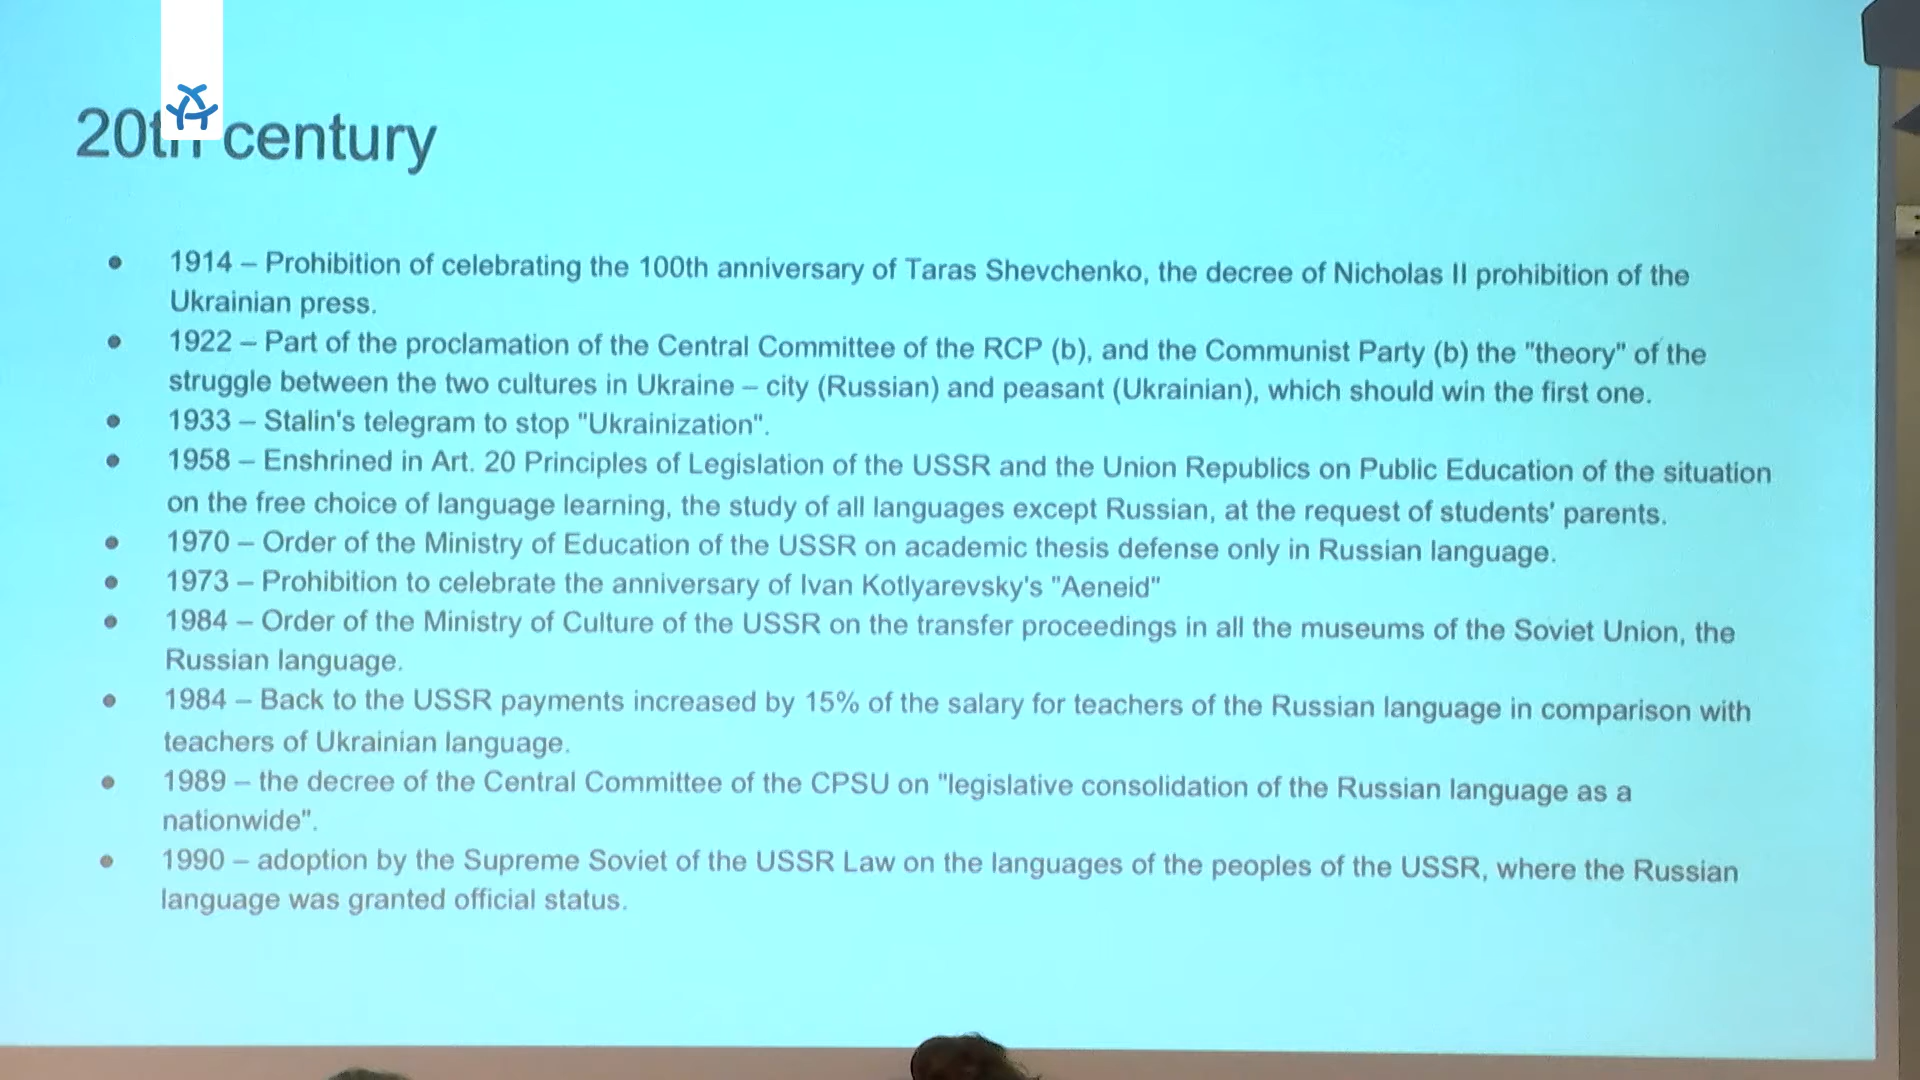 20th century
● 1914 – Prohibition of celebrating the 100th anniversary of Taras Shevchenko, the decree of Nicholas II prohibition of the
Ukrainian press.
● 1922 – Part of the proclamation of the Central Committee of the RCP (b), and the Communist Party (b) the "theory" of the
struggle between the two cultures in Ukraine – city (Russian) and peasant (Ukrainian), which should win the first one.
● 1933 – Stalin's telegram to stop "Ukrainization".
● 1958 – Enshrined in Art. 20 Principles of Legislation of the USSR and the Union Republics on Public Education of the situation
on the free choice of language learning, the study of all languages except Russian, at the request of students' parents.
● 1970 – Order of the Ministry of Education of the USSR on academic thesis defense only in Russian language.
● 1973 – Prohibition to celebrate the anniversary of Ivan Kotlyarevsky's "Aeneid"
● 1984 – Order of the Ministry of Culture of the USSR on the transfer proceedings in all the museums of the Soviet Union, the
Russian language.
● 1984 – Back to the USSR payments increased by 15% of the salary for teachers of the Russian language in comparison with
teachers of Ukrainian language.
● 1989 – the decree of the Central Committee of the CPSU on "legislative consolidation of the Russian language as a
nationwide".
● 1990 – adoption by the Supreme Soviet of the USSR Law on the languages of the peoples of the USSR, where the Russian
language was granted official status.